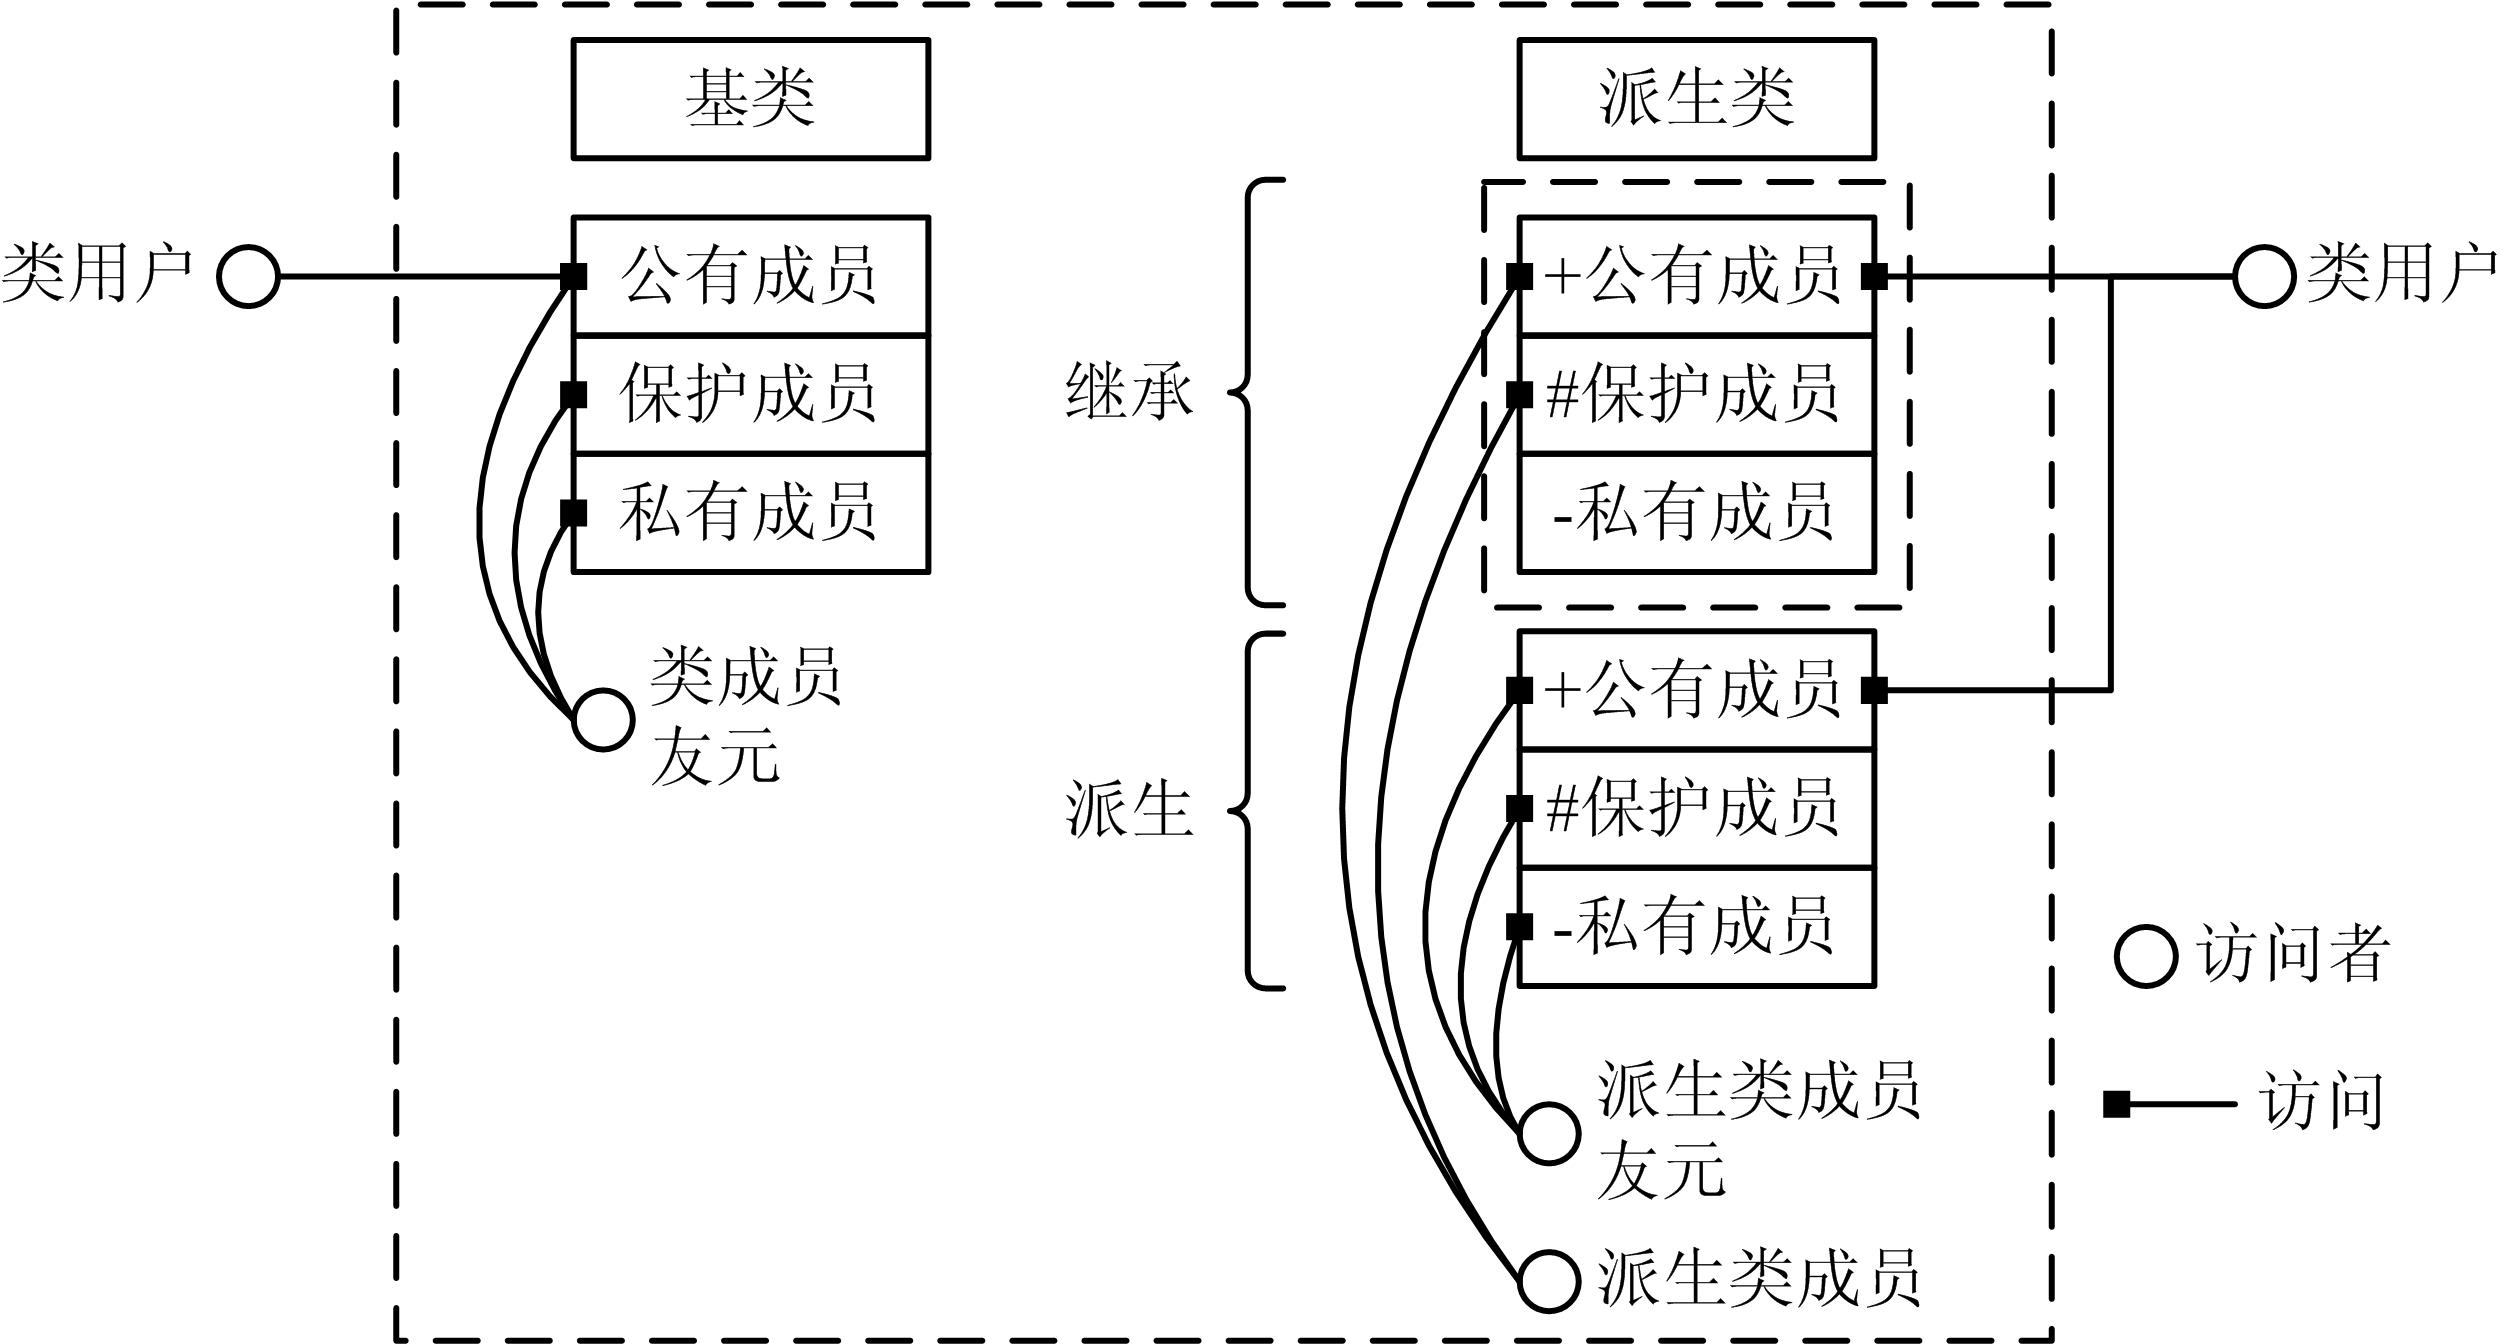 基类
派生类
类用户
公有成员
保护成员
私有成员
类成员
友元
继承
+公有成员
#保护成员
-私有成员
类用户
派生
+公有成员
#保护成员
-私有成员
派生类成员
友元
派生类成员
访问者
访问